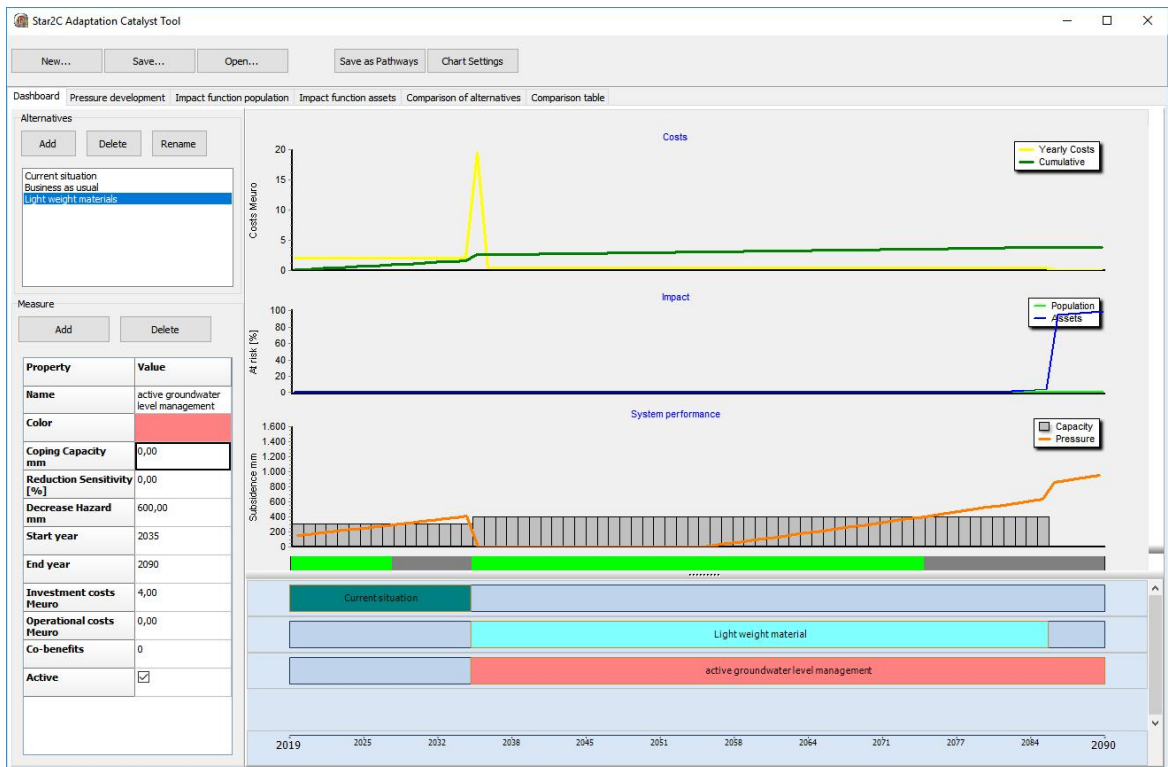 Star2C Adaptation Catalyst Tool
New... Save... Open... Save as Pathways Chart Settings
Dashboard Pressure development Impact function population Impact function assets Comparison of alternatives Comparison table
Alternatives
Add Delete Rename
Current situation
Business as usual
Light weight materials
Measure
Add Delete
Property Value
Name active groundwater
level management
Color
Coping Capacity 0,00
mm
Reduction Sensitivity 0,00
[%]
Decrease Hazard 600,00
mm
Start year 2035
End year 2090
Investment costs 4,00
Meuro
Operational costs 0,00
Meuro
Co-benefits 0
Active
Costs
Yearly Costs
Cumulative
Costs Meuro
20
15
10
5
0
Impact
Population
Assets
At risk [%]
100
80
60
40
20
0
System performance
Capacity
Pressure
Subsidence mm
1.600
1.400
1.200
1.000
800
600
400
200
0
Current situation
Light weight material
active groundwater level management
2019 2025 2032 2038 2045 2051 2058 2064 2071 2077 2084 2090